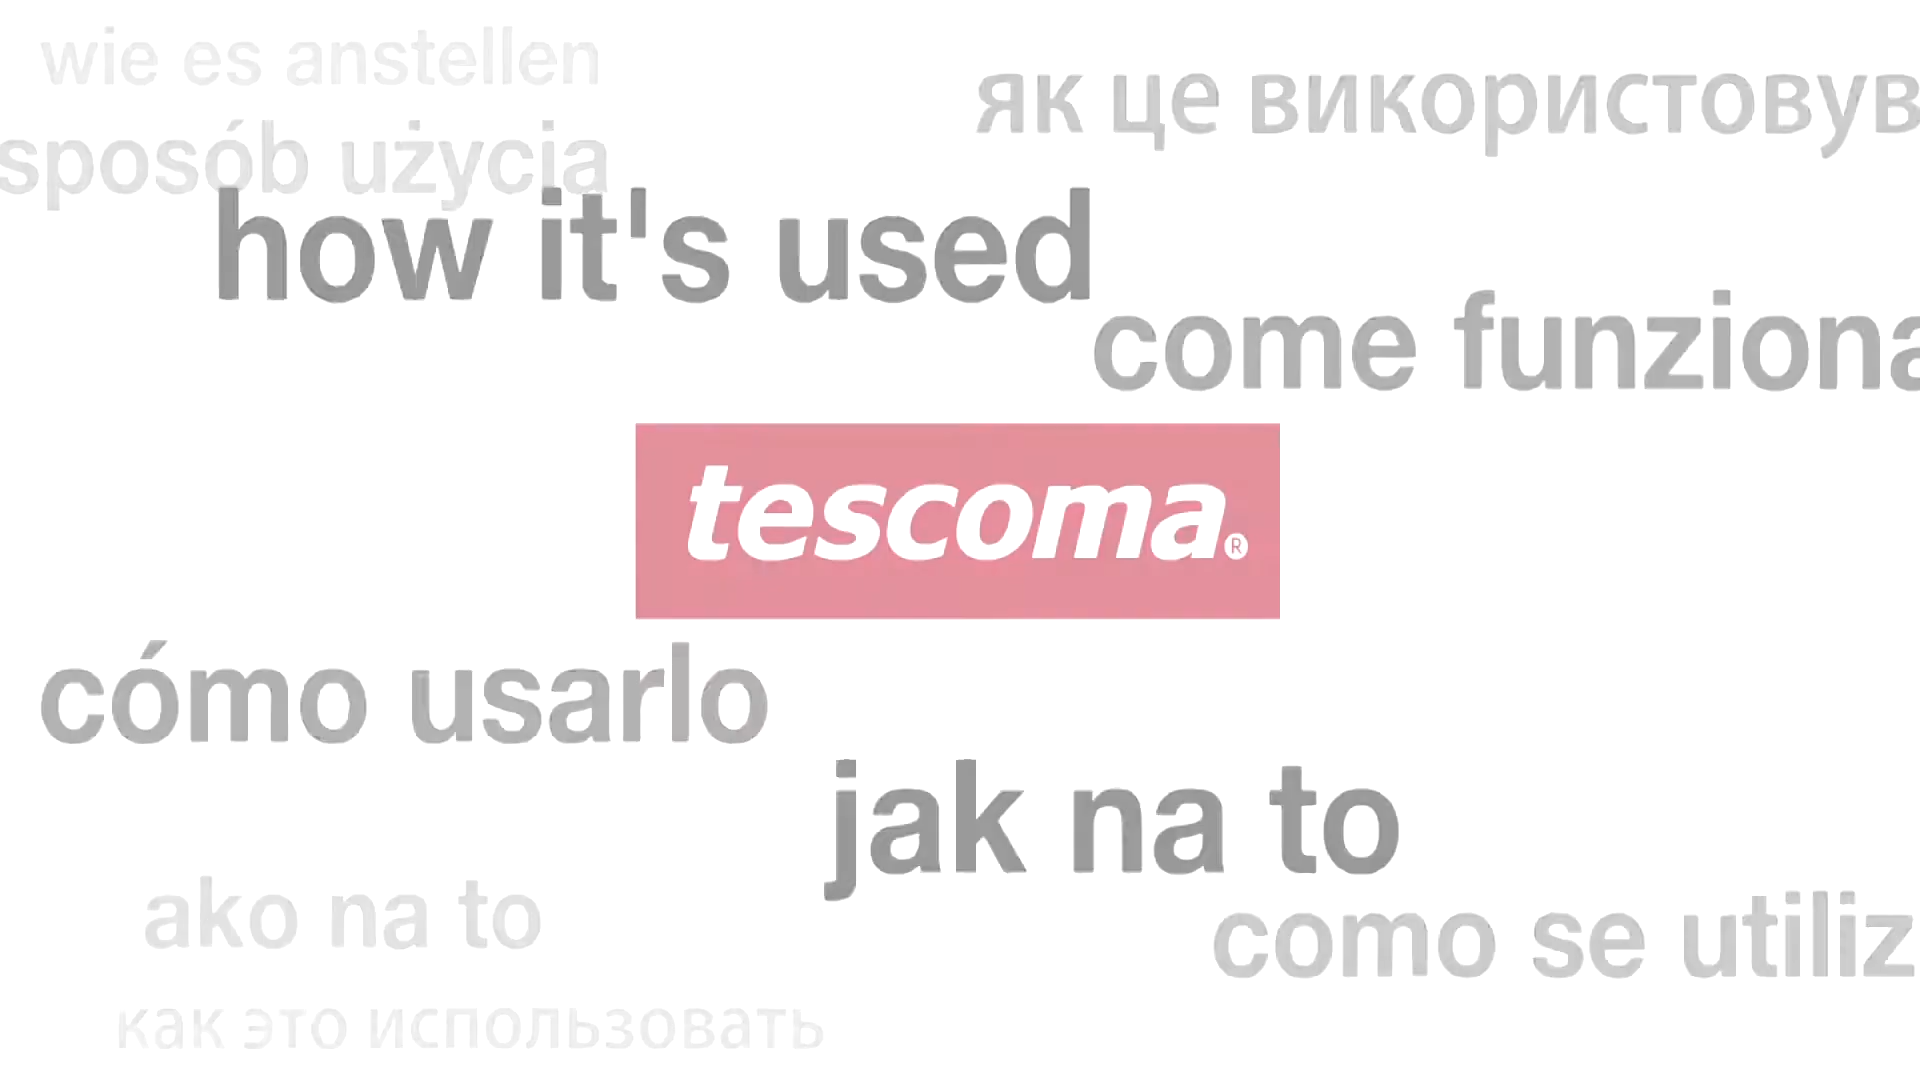 wie es anstellen
як це використовув
sposób użycia
how it's used
come funziona
tescoma®
cómo usarlo
jak na to
ako na to
como se utiliz
как это использовать